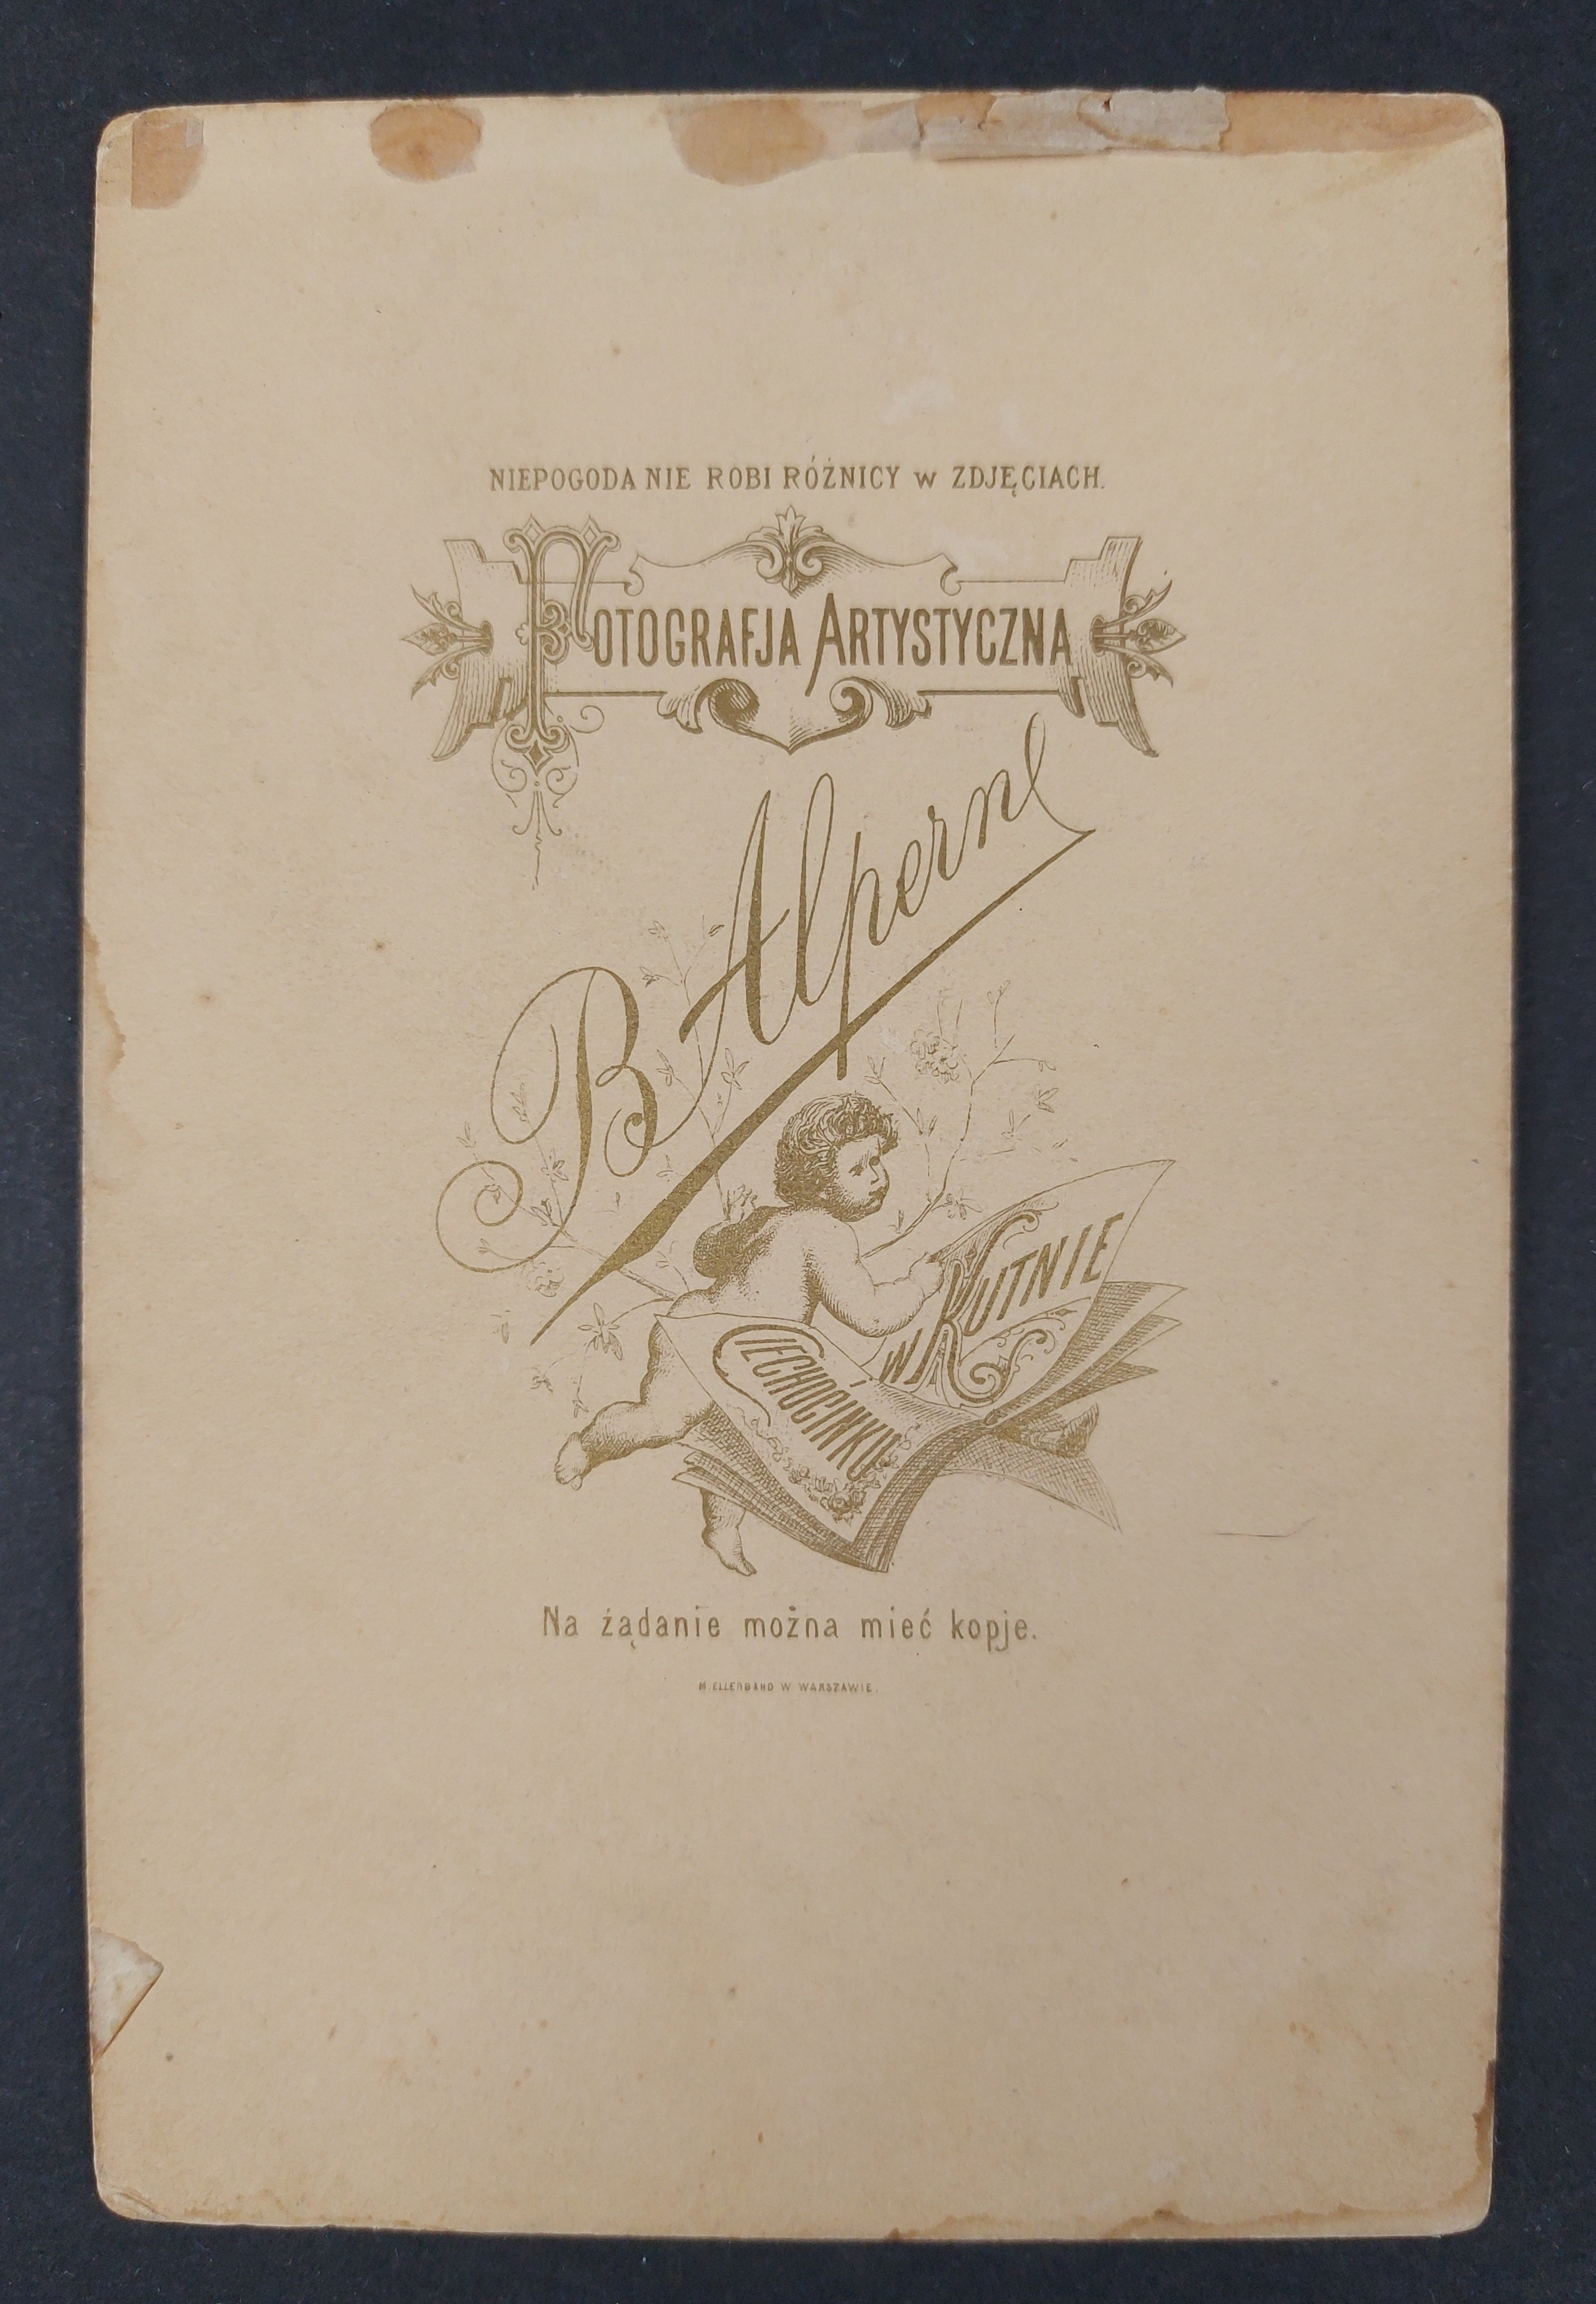 NIEPOGODA NIE ROBI RÓŻNICY w ZDJĘCIACH.
FOTOGRAFJA ARTYSTYCZNA
B Alpern
w KUTNIE
CIECHOCINKU
Na żądanie można mieć kopje.
M. ELLENBAND W WARSZAWIE.